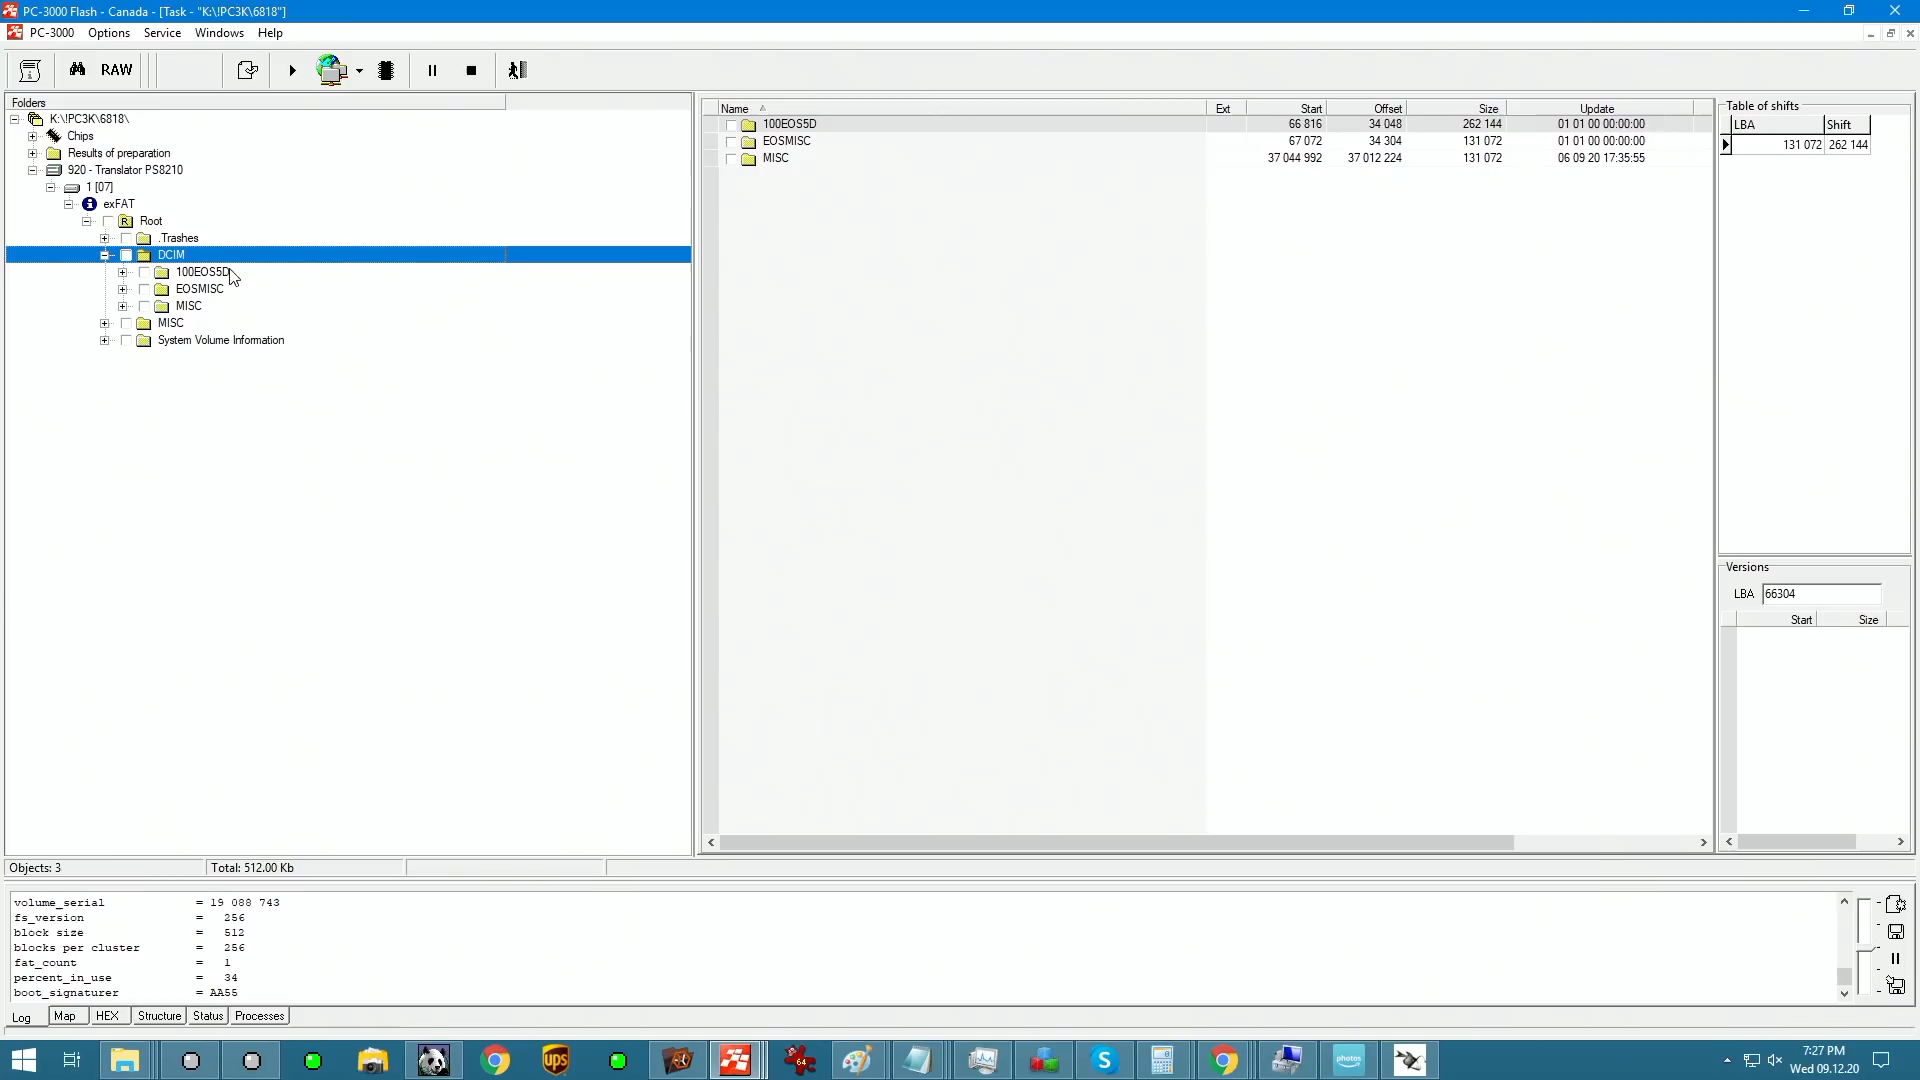 PC-3000 Flash - Canada - [Task - "K:\!PC3K\6818"]
PC-3000 Options Service Windows Help
RAW
Folders
K:\!PC3K\6818\
Chips
Results of preparation
920 - Translator PS8210
1 [07]
exFAT
R Root
.Trashes
DCIM
100EOS5D
EOSMISC
MISC
MISC
System Volume Information
Name Ext Start Offset Size Update
100EOS5D 66 816 34 048 262 144 01 01 00 00:00:00
EOSMISC 67 072 34 304 131 072 01 01 00 00:00:00
MISC 37 044 992 37 012 224 131 072 06 09 20 17:35:55
Table of shifts
LBA Shift
131 072 262 144
Versions
LBA 66304
Start Size
Objects: 3 Total: 512.00 Kb
volume_serial = 19 088 743
fs_version = 256
block size = 512
blocks per cluster = 256
fat_count = 1
percent_in_use = 34
boot_signaturer = AA55
Log Map HEX Structure Status Processes
ups 64 S photos
7:27 PM
Wed 09.12.20